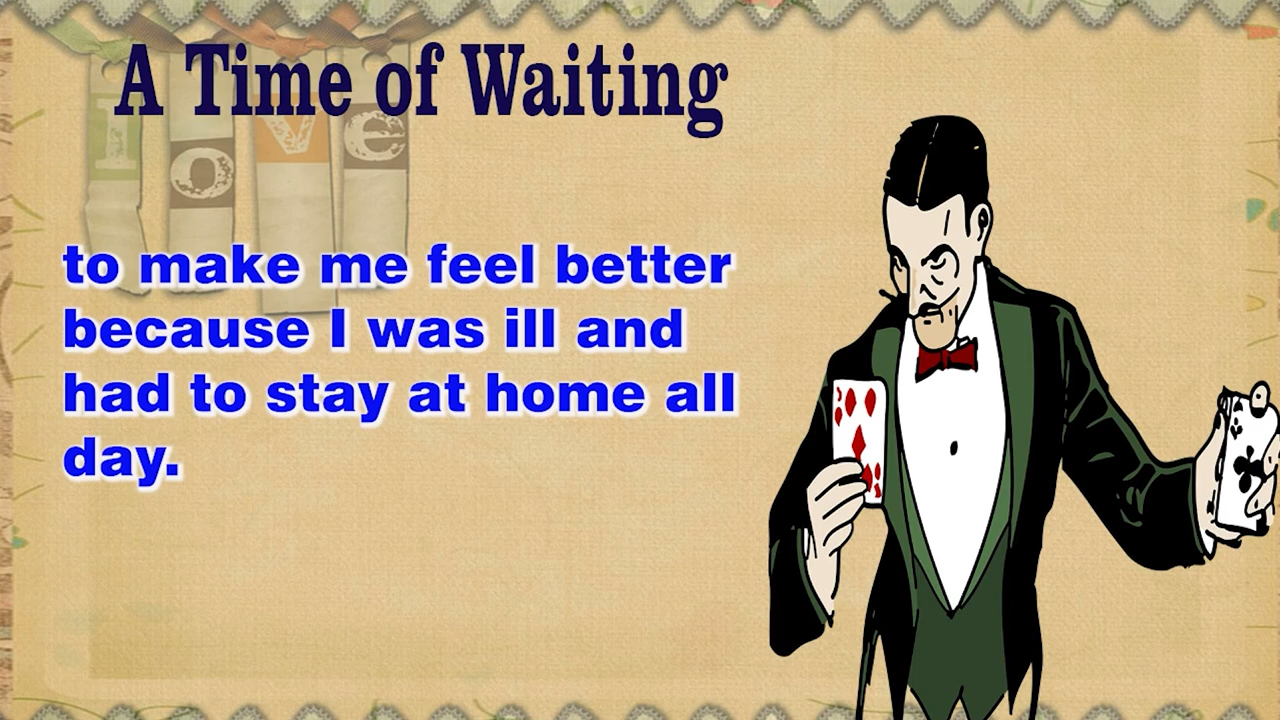 A Time of Waiting
love
to make me feel better
because I was ill and
had to stay at home all
day.